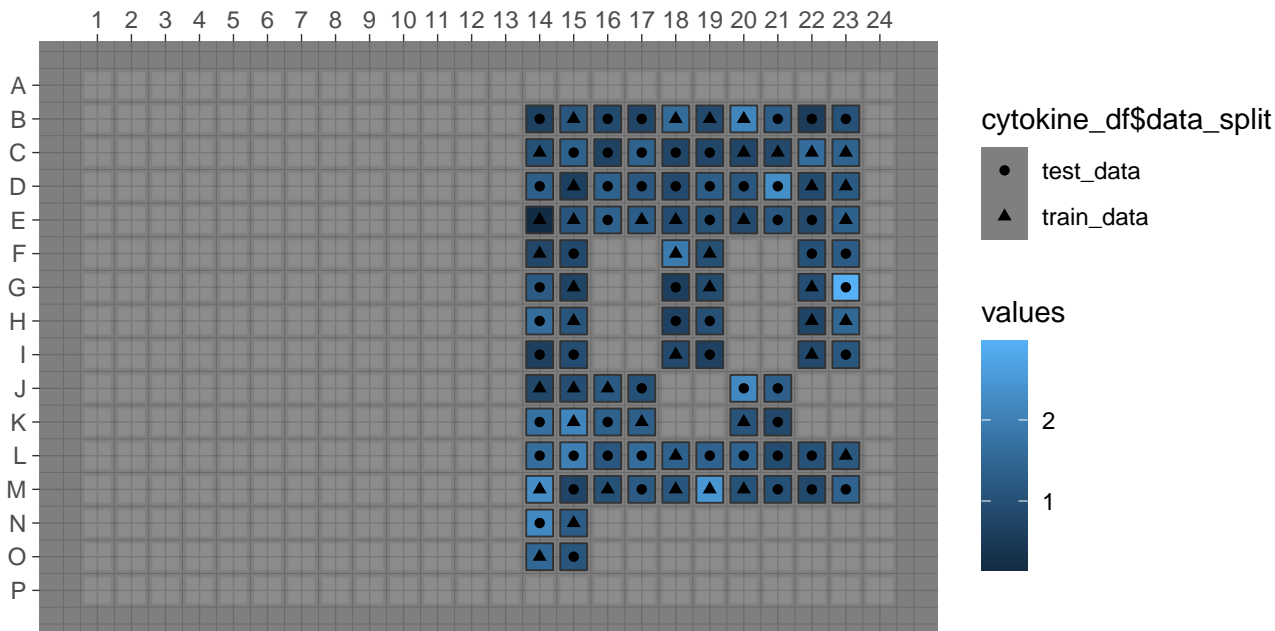 1 2 3 4 5 6 7 8 9 10 11 12 13 14 15 16 17 18 19 20 21 22 23 24
A
B
C
D
E
F
G
H
I
J
K
L
M
N
O
P
cytokine_df$data_split
test_data
train_data
values
2
1